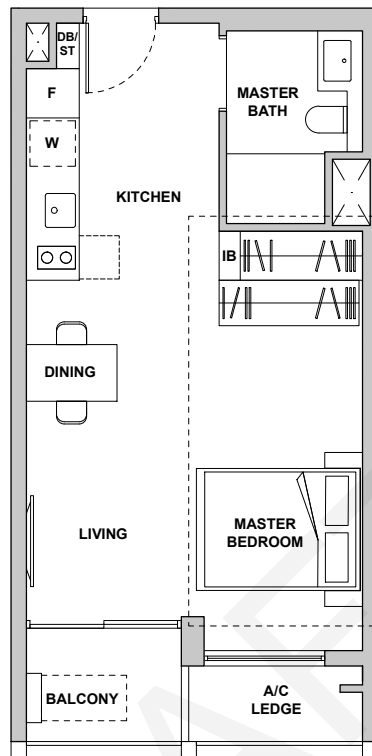 DB/
ST
F
MASTER
BATH
W
KITCHEN
IB
DINING
LIVING
MASTER
BEDROOM
BALCONY
A/C
LEDGE